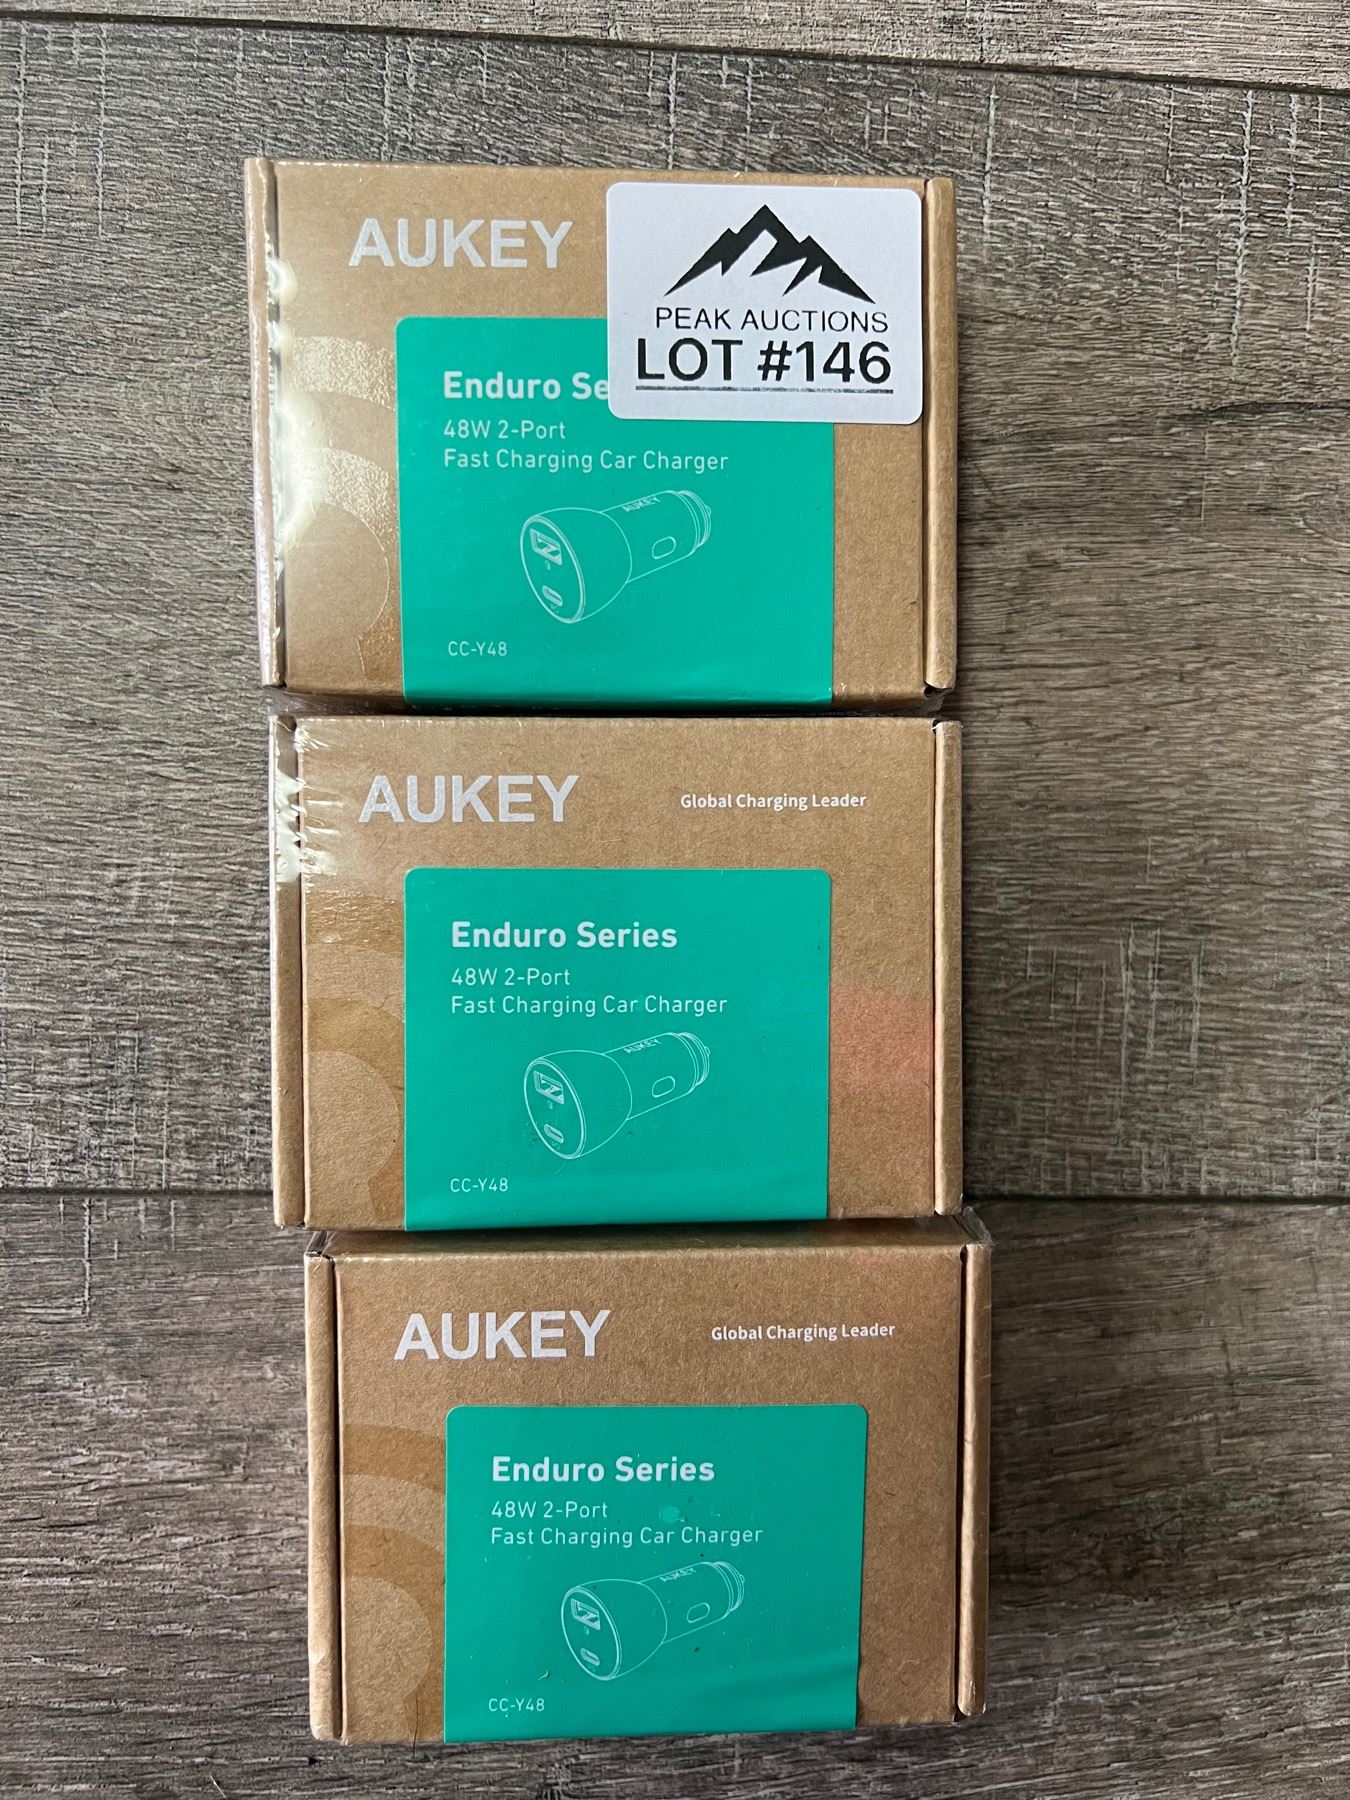 AUKEY
PEAK AUCTIONS
LOT #146
Enduro Se
48W 2-Port
Fast Charging Car Charger
AUKEY
CC-Y48
AUKEY
Global Charging Leader
Enduro Series
48W 2-Port
Fast Charging Car Charger
AUKEY
CC-Y48
AUKEY
Global Charging Leader
Enduro Series
48W 2-Port
Fast Charging Car Charger
AUKEY
CC-Y48